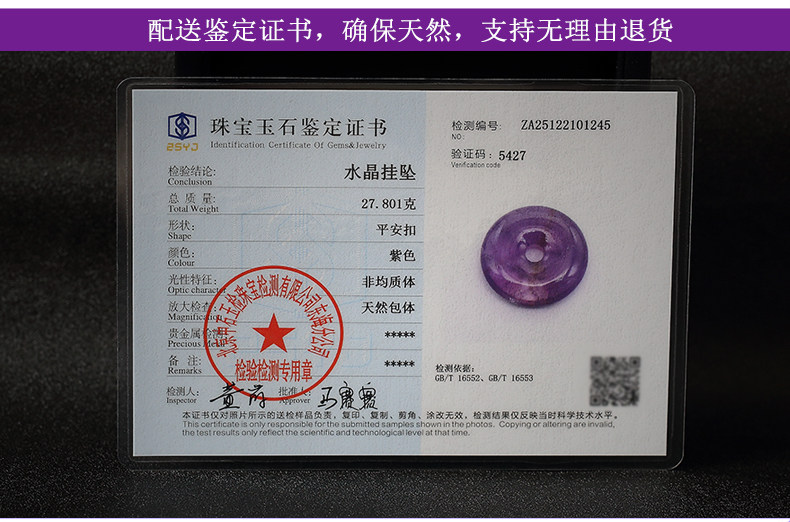 配送鉴定证书，确保天然，支持无理由退货
ZSYJ
珠宝玉石鉴定证书
Identification Certificate Of Gems&Jewelry
检验结论:
Conclusion
水晶挂坠
总 质 量:
Total Weight
27.801克
形状:
Shape
平安扣
颜色:
Colour
紫色
光性特征:
Optic character
非均质体
放大检查:
Magnification
天然包体
贵金属检测
Precious Metal
*****
备 注:
Remarks
*****
检测人:
Inspector
批准人:
Approver
检验检测专用章
检测编号: ZA25122101245
NO:
验证码: 5427
Verification code
检测依据:
GB/T 16552、GB/T 16553
本证书仅对照片所示的送检样品负责，复印、复制、剪角、涂改无效，检测结果仅反映当时科学技术水平。
This certificate is only responsible for the submitted samples shown in the photos. Copying or altering are invalid,
the test results only reflect the scientific and technological level at that time.